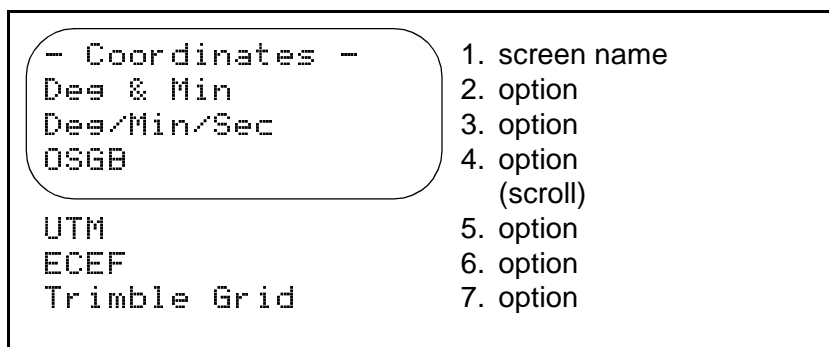 - Coordinates - 1. screen name
Deg & Min 2. option
Deg/Min/Sec 3. option
OSGB 4. option
(scroll)
UTM 5. option
ECEF 6. option
Trimble Grid 7. option